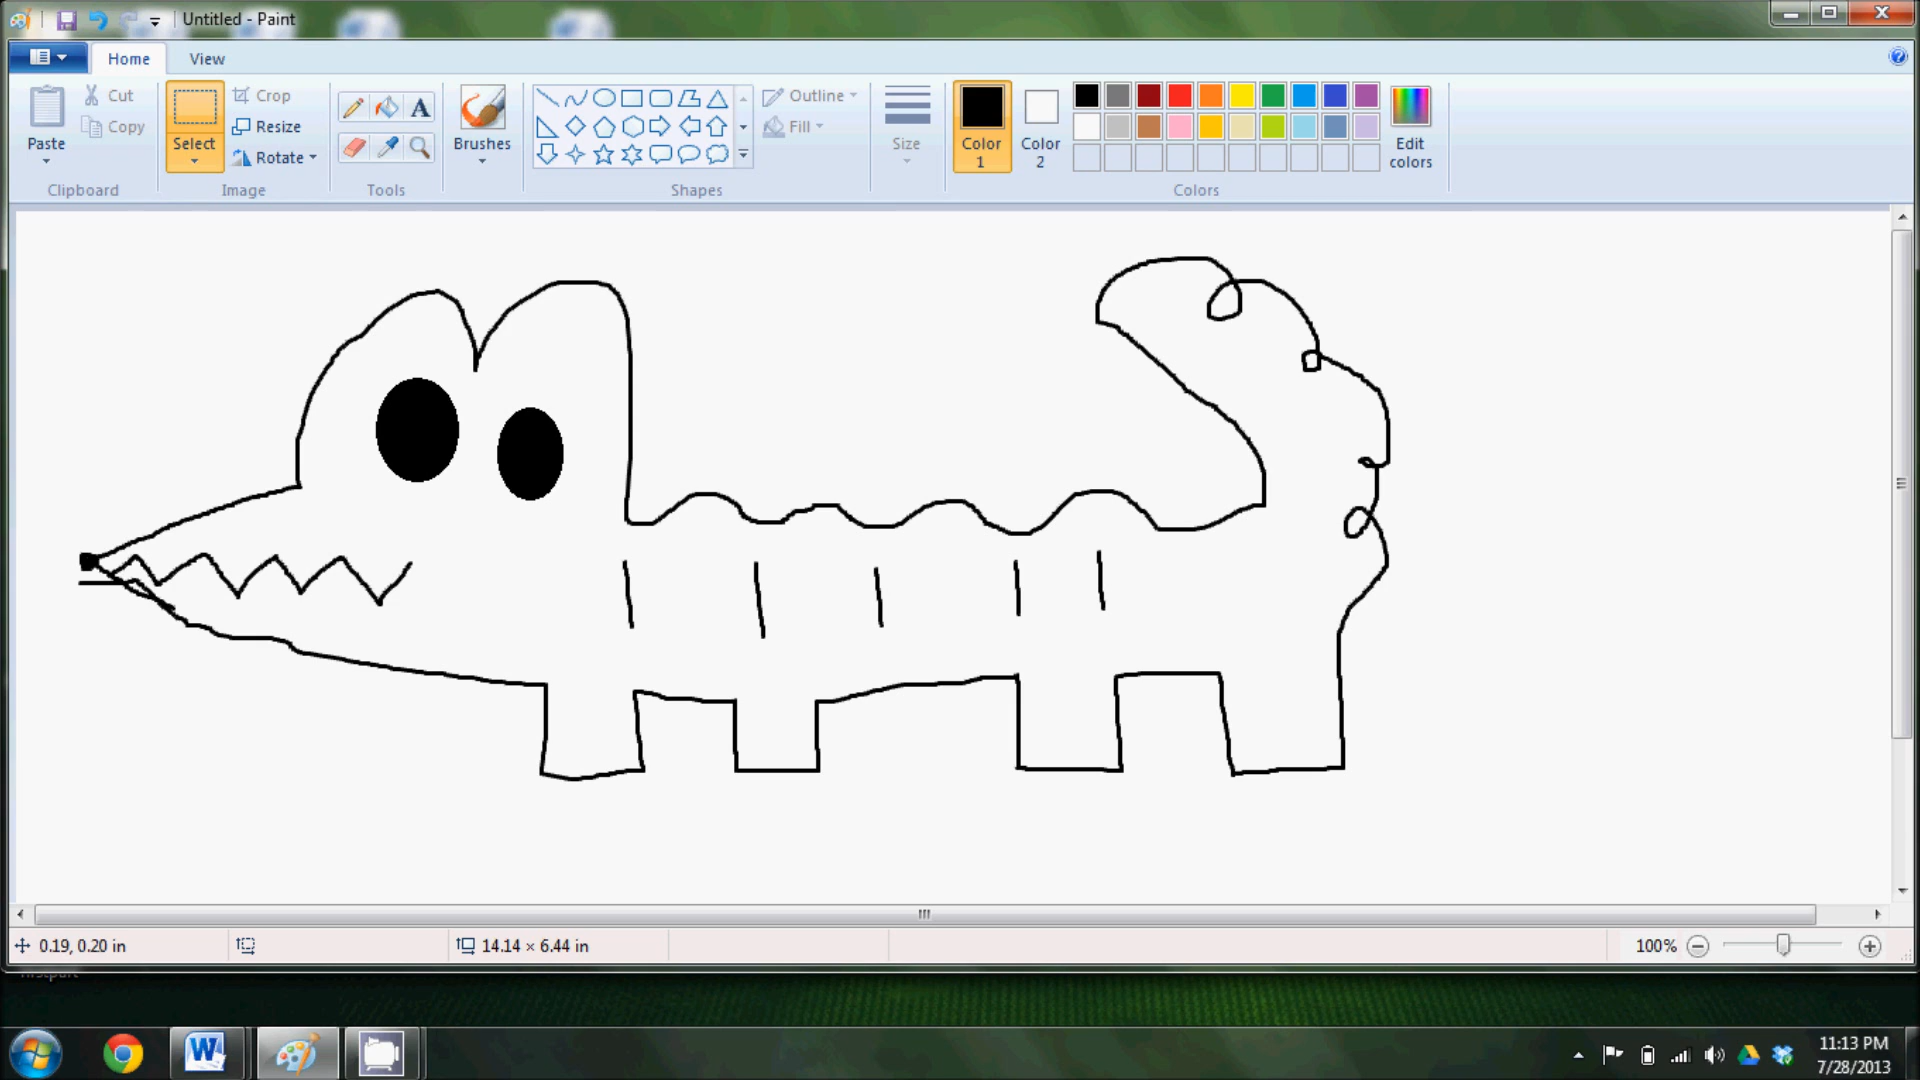 Untitled - Paint
Home View
Paste
Cut
Copy
Clipboard
Select
Crop
Resize
Rotate
Image
A
Tools
Brushes
Outline
Fill
Shapes
Size
Color 1
Color 2
Edit colors
Colors
0.19, 0.20 in
14.14 × 6.44 in
100%
firstpart
W
11:13 PM
7/28/2013